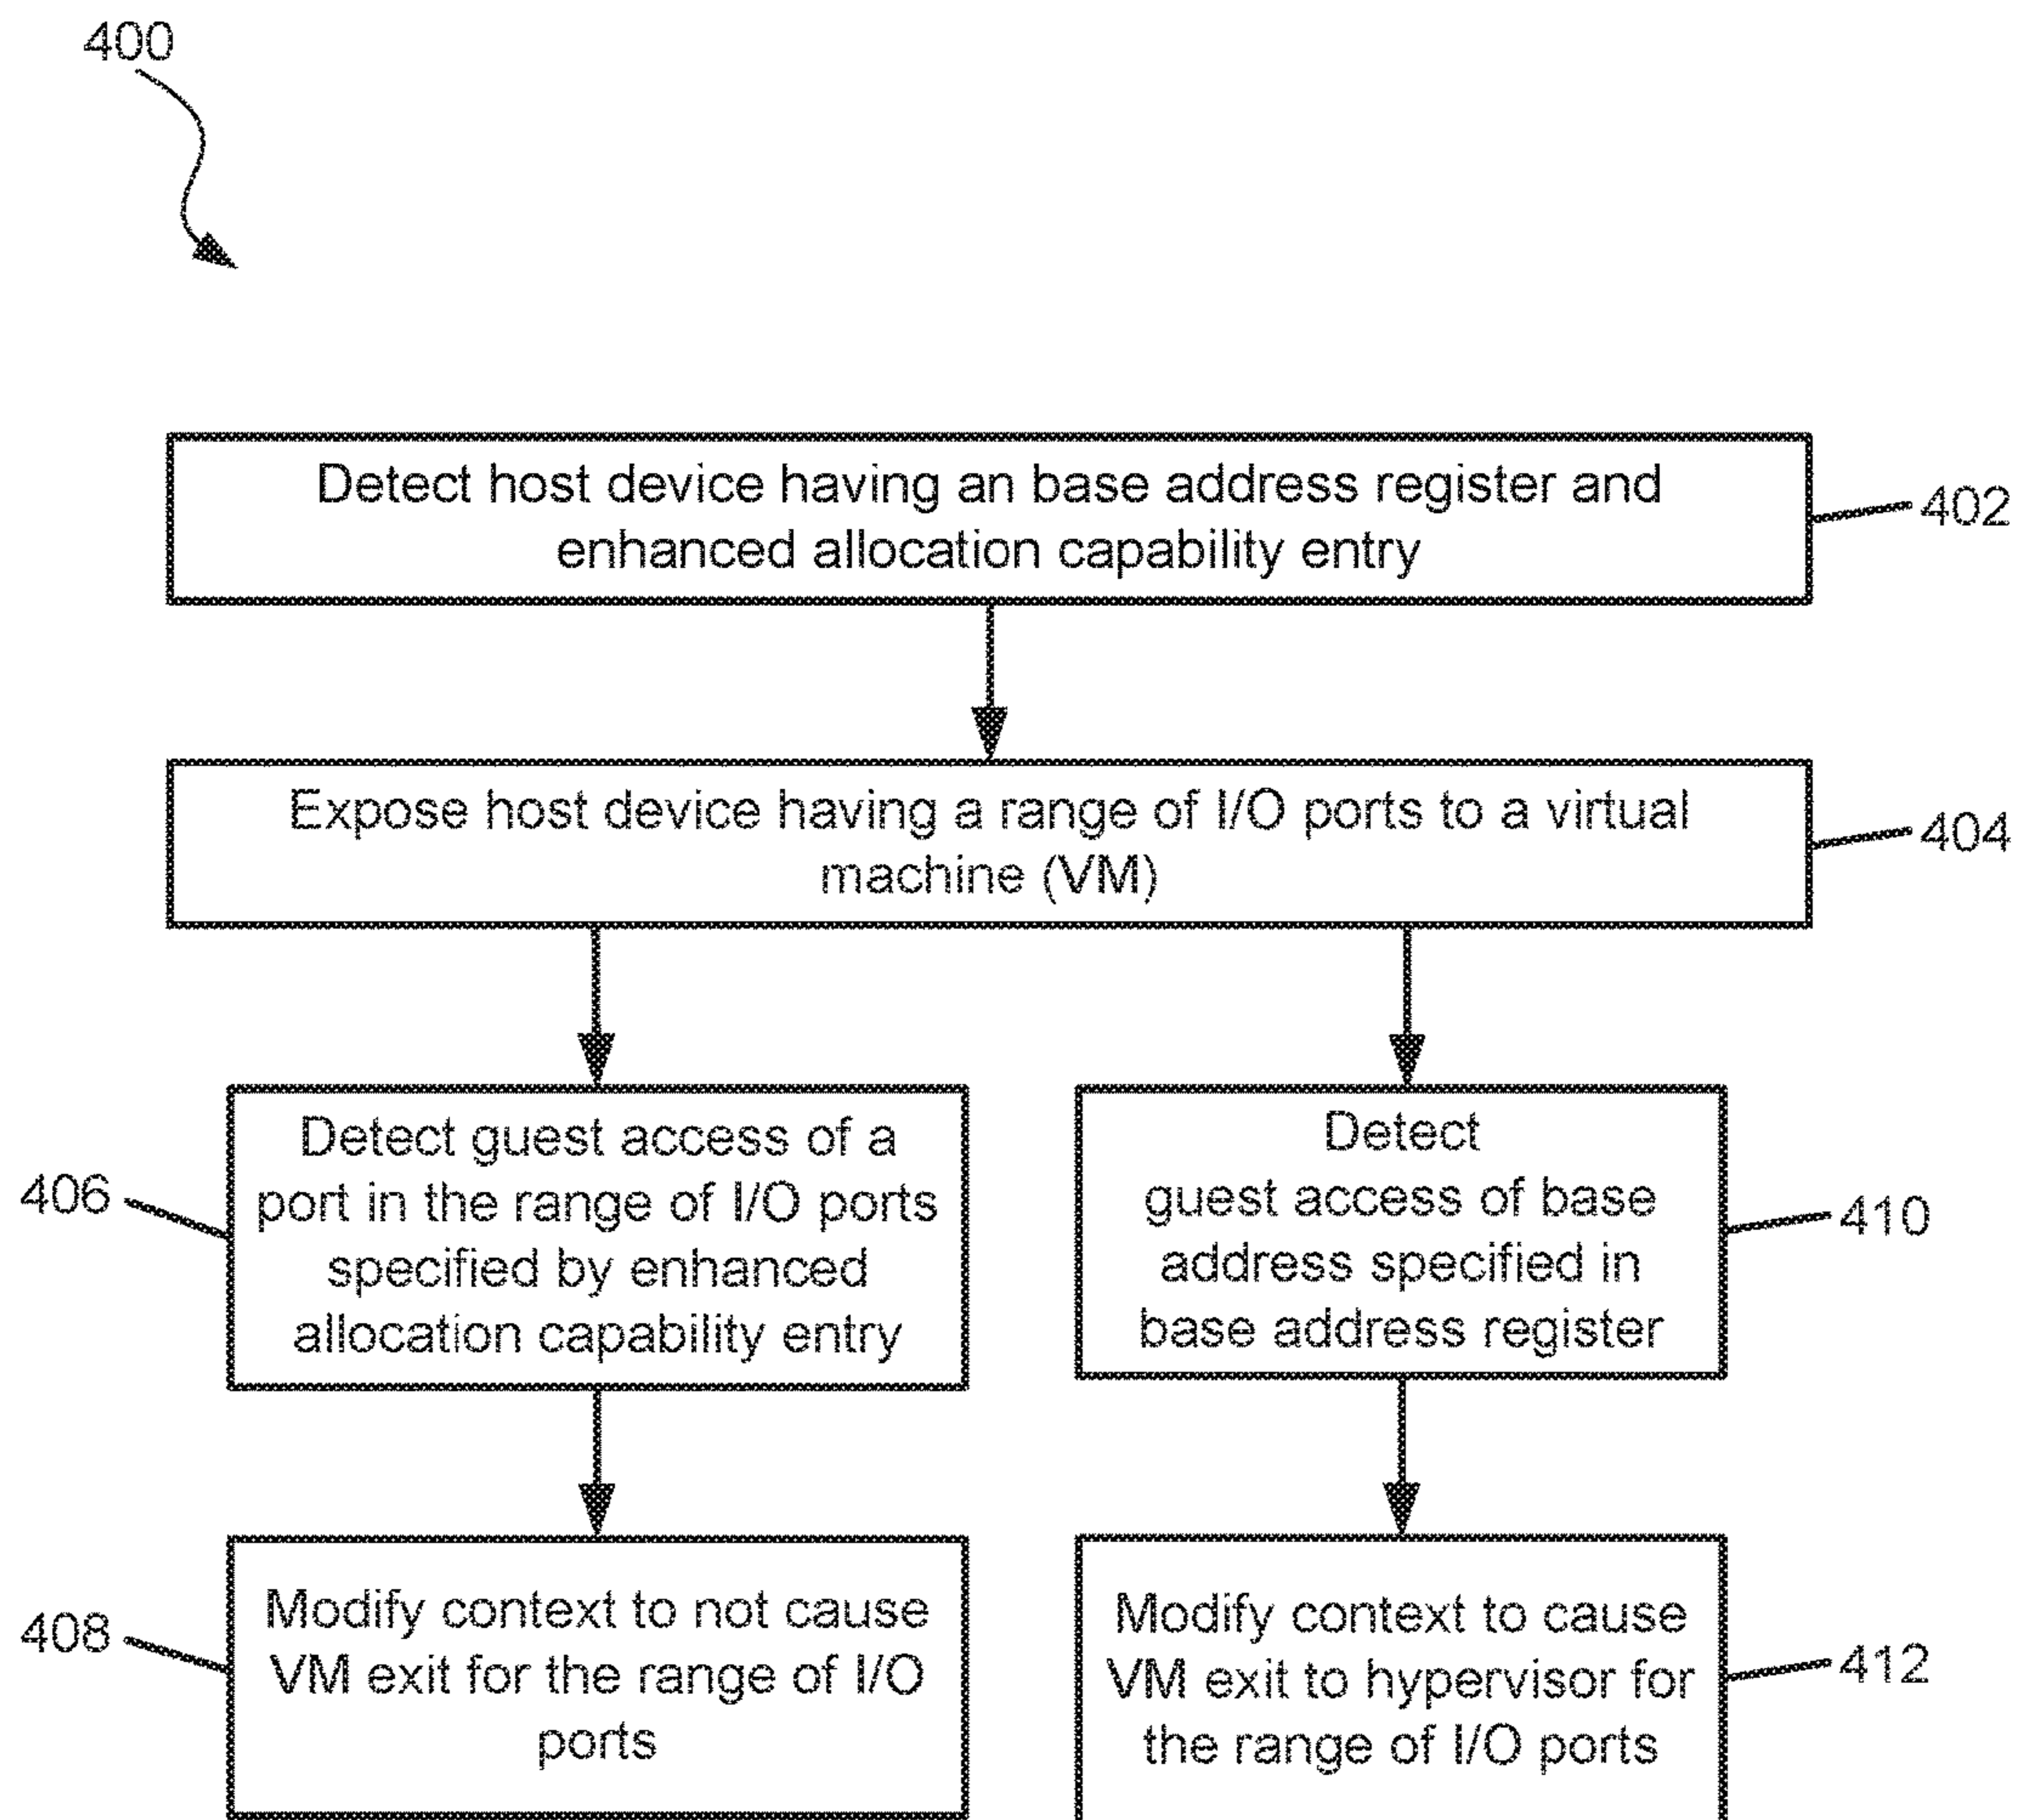 400
Detect host device having an base address register and
enhanced allocation capability entry
402
Expose host device having a range of I/O ports to a virtual
machine (VM)
404
Detect guest access of a
port in the range of I/O ports
specified by enhanced
allocation capability entry
406
Detect
guest access of base
address specified in
base address register
410
Modify context to not cause
VM exit for the range of I/O
ports
408
Modify context to cause
VM exit to hypervisor for
the range of I/O ports
412